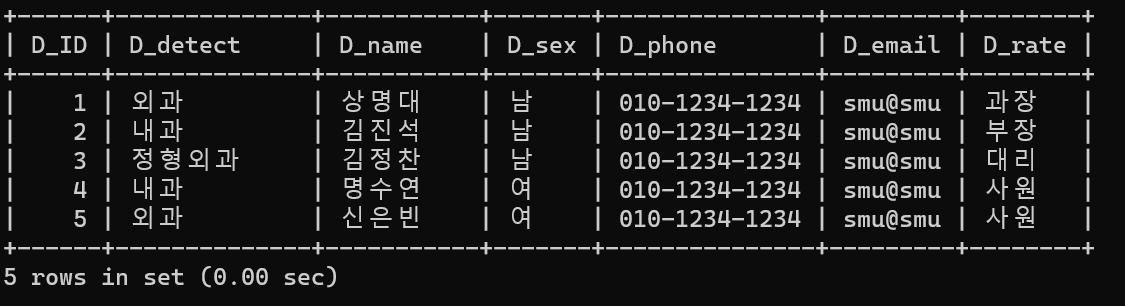 | D_ID | D_detect | D_name | D_sex | D_phone | D_email | D_rate |
| 1 | 외과 | 상명대 | 남 | 010-1234-1234 | smu@smu | 과장 |
| 2 | 내과 | 김진석 | 남 | 010-1234-1234 | smu@smu | 부장 |
| 3 | 정형외과 | 김정찬 | 남 | 010-1234-1234 | smu@smu | 대리 |
| 4 | 내과 | 명수연 | 여 | 010-1234-1234 | smu@smu | 사원 |
| 5 | 외과 | 신은빈 | 여 | 010-1234-1234 | smu@smu | 사원 |
5 rows in set (0.00 sec)